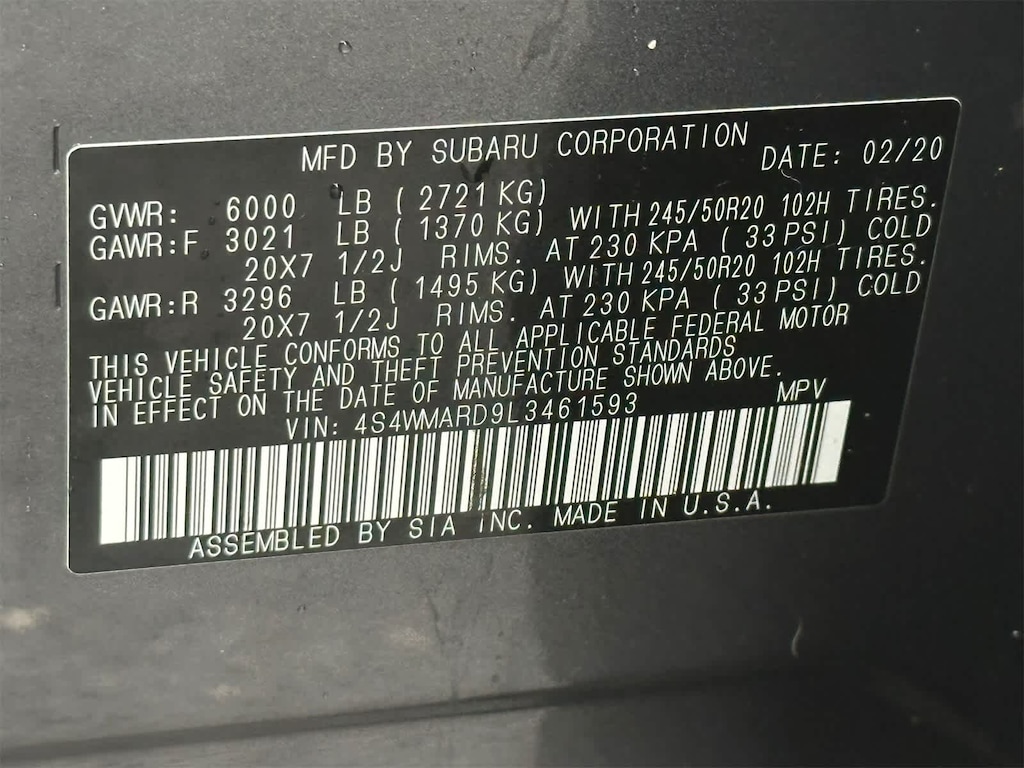 MFD BY SUBARU CORPORATION DATE: 02/20
GVWR: 6000 LB ( 2721 KG)
GAWR:F 3021 LB ( 1370 KG) WITH 245/50R20 102H TIRES.
20X7 1/2J RIMS. AT 230 KPA ( 33 PSI) COLD
GAWR:R 3296 LB ( 1495 KG) WITH 245/50R20 102H TIRES.
20X7 1/2J RIMS. AT 230 KPA ( 33 PSI) COLD
THIS VEHICLE CONFORMS TO ALL APPLICABLE FEDERAL MOTOR
VEHICLE SAFETY AND THEFT PREVENTION STANDARDS
IN EFFECT ON THE DATE OF MANUFACTURE SHOWN ABOVE.
VIN: 4S4WMARD9L3461593 MPV
ASSEMBLED BY SIA INC. MADE IN U.S.A.